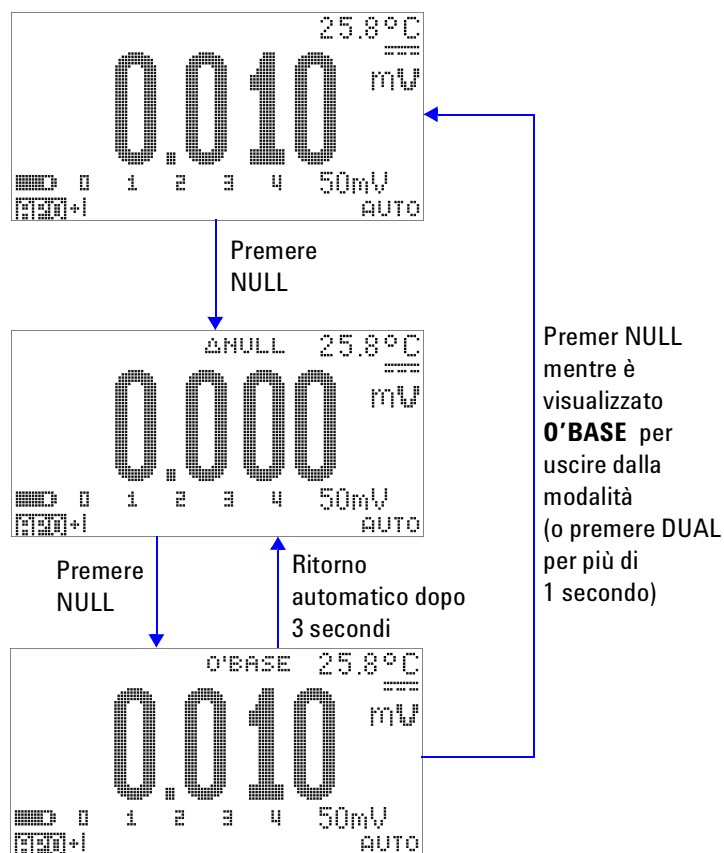 25.8°C
0.010 mV
0 1 2 3 4 50mV
AUTO
Premere
NULL
ΔNULL 25.8°C
0.000 mV
0 1 2 3 4 50mV
AUTO
Premere
NULL
Ritorno
automatico dopo
3 secondi
O'BASE 25.8°C
0.010 mV
0 1 2 3 4 50mV
AUTO
Premer NULL
mentre è
visualizzato
O'BASE per
uscire dalla
modalità
(o premere DUAL
per più di
1 secondo)